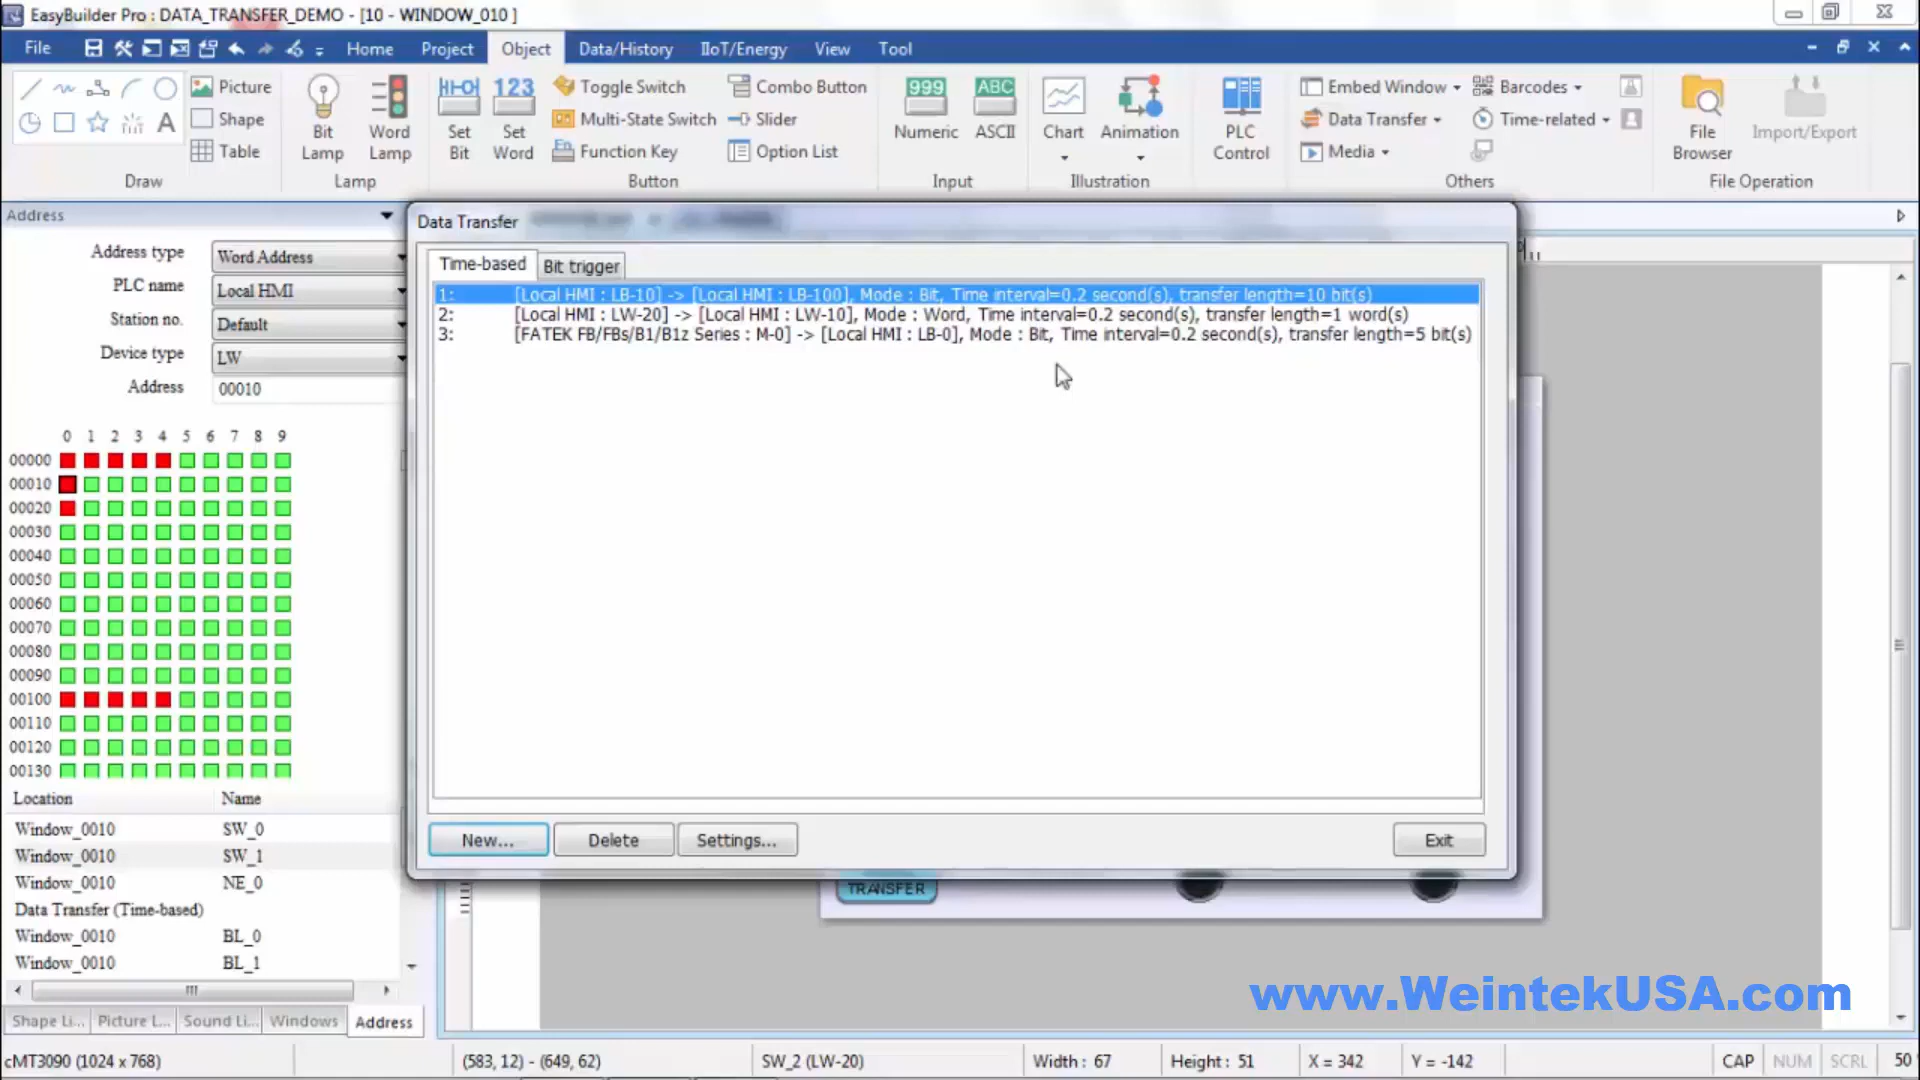 EasyBuilder Pro : DATA_TRANSFER_DEMO - [10 - WINDOW_010 ]
File Home Project Object Data/History IIoT/Energy View Tool
Picture Toggle Switch Combo Button 999 ABC Embed Window Barcodes
Shape Bit Lamp Word Lamp Set Bit 123 Set Word Multi-State Switch Slider Numeric ASCII Chart Animation PLC Control Data Transfer Time-related File Browser Import/Export
A Table Function Key Option List Media
Draw Lamp Button Input Illustration Others File Operation
Address
Address type Word Address
PLC name Local HMI
Station no. Default
Device type LW
Address 00010
0 1 2 3 4 5 6 7 8 9
00000
00010
00020
00030
00040
00050
00060
00070
00080
00090
00100
00110
00120
00130
Location Name
Window_0010 SW_0
Window_0010 SW_1
Window_0010 NE_0
Data Transfer (Time-based)
Window_0010 BL_0
Window_0010 BL_1
Shape Li... Picture L... Sound Li... Windows Address
Data Transfer
Time-based Bit trigger
1: [Local HMI : LB-10] -> [Local HMI : LB-100], Mode : Bit, Time interval=0.2 second(s), transfer length=10 bit(s)
2: [Local HMI : LW-20] -> [Local HMI : LW-10], Mode : Word, Time interval=0.2 second(s), transfer length=1 word(s)
3: [FATEK FB/FBs/B1/B1z Series : M-0] -> [Local HMI : LB-0], Mode : Bit, Time interval=0.2 second(s), transfer length=5 bit(s)
New... Delete Settings... Exit
TRANSFER
www.WeintekUSA.com
cMT3090 (1024 x 768) (583, 12) - (649, 62) SW_2 (LW-20) Width : 67 Height : 51 X = 342 Y = -142 CAP NUM SCRL 50